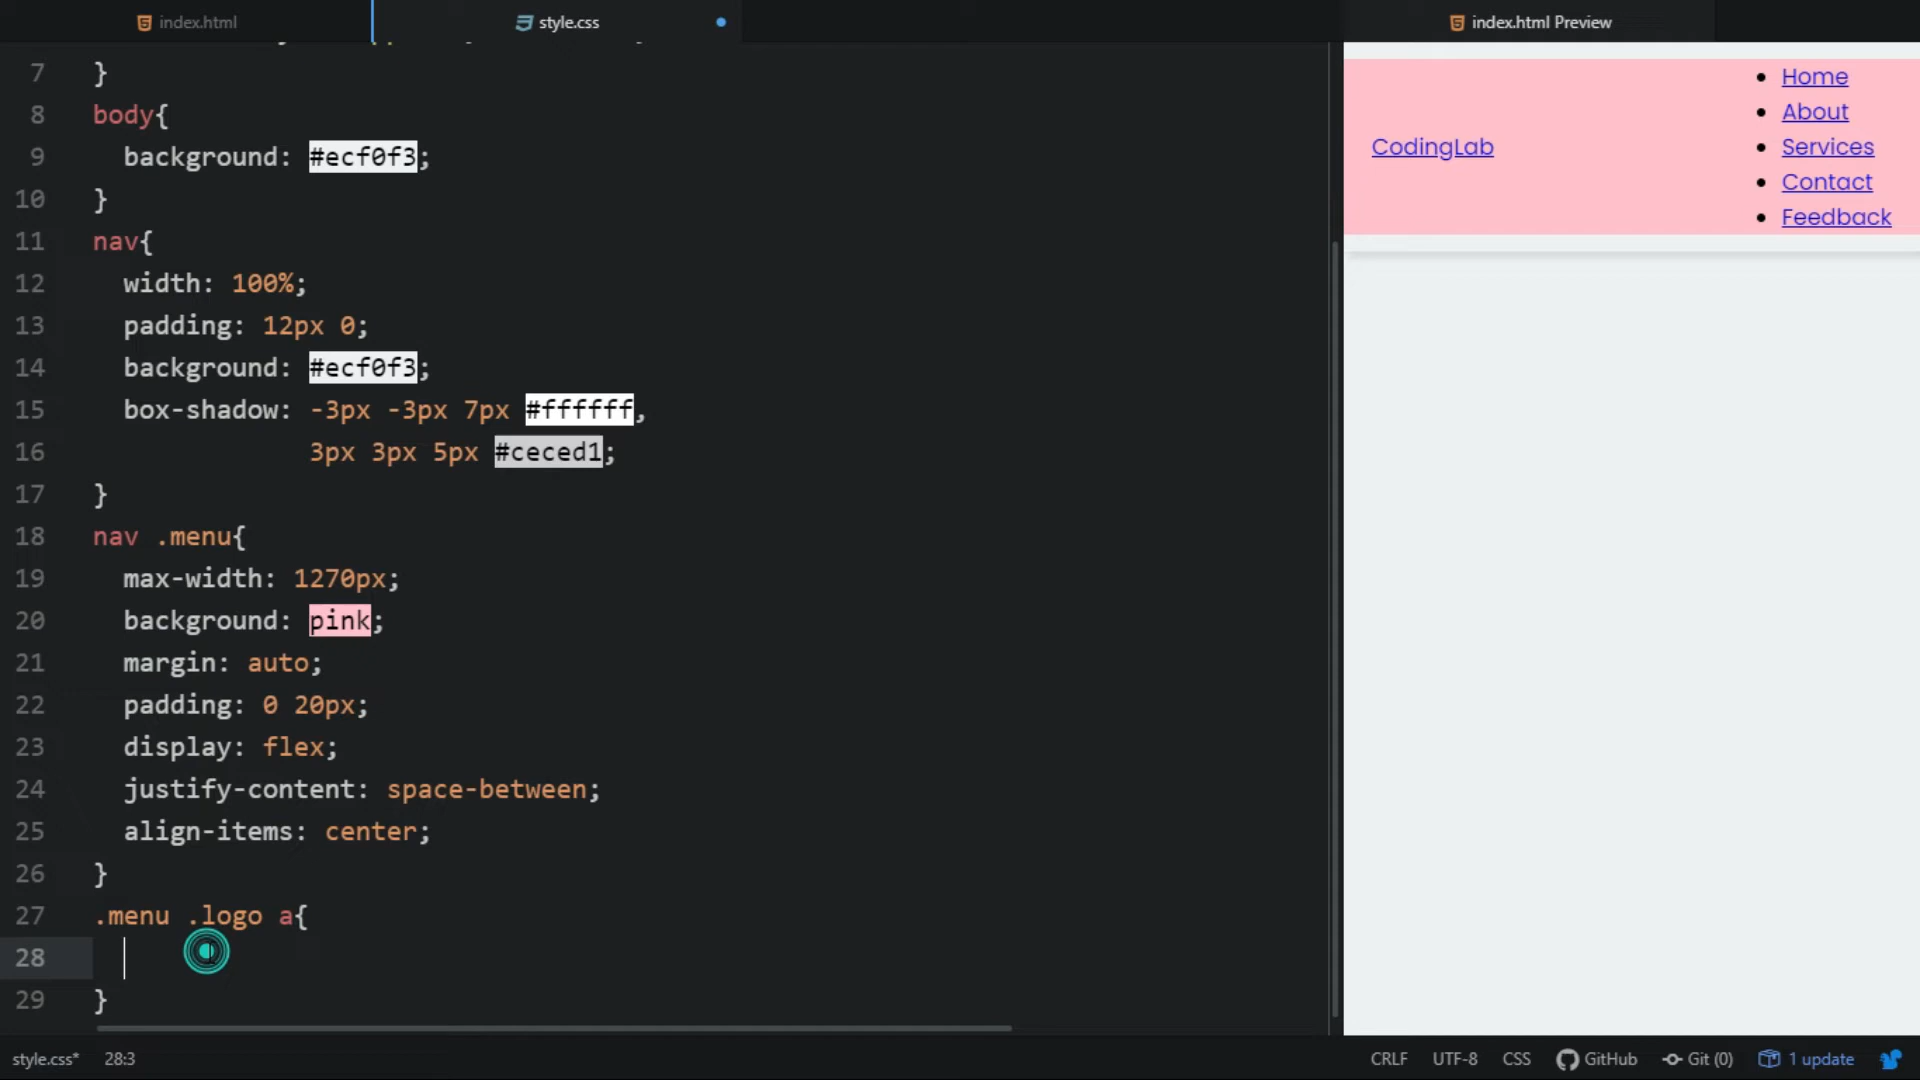 index.html
style.css
index.html Preview
7 }
8 body{
9 background: #ecf0f3;
10 }
11 nav{
12 width: 100%;
13 padding: 12px 0;
14 background: #ecf0f3;
15 box-shadow: -3px -3px 7px #ffffff,
16 3px 3px 5px #ceced1;
17 }
18 nav .menu{
19 max-width: 1270px;
20 background: pink;
21 margin: auto;
22 padding: 0 20px;
23 display: flex;
24 justify-content: space-between;
25 align-items: center;
26 }
27 .menu .logo a{
28
29 }
CodingLab
Home
About
Services
Contact
Feedback
style.css* 28:3
CRLF UTF-8 CSS GitHub Git (0) 1 update